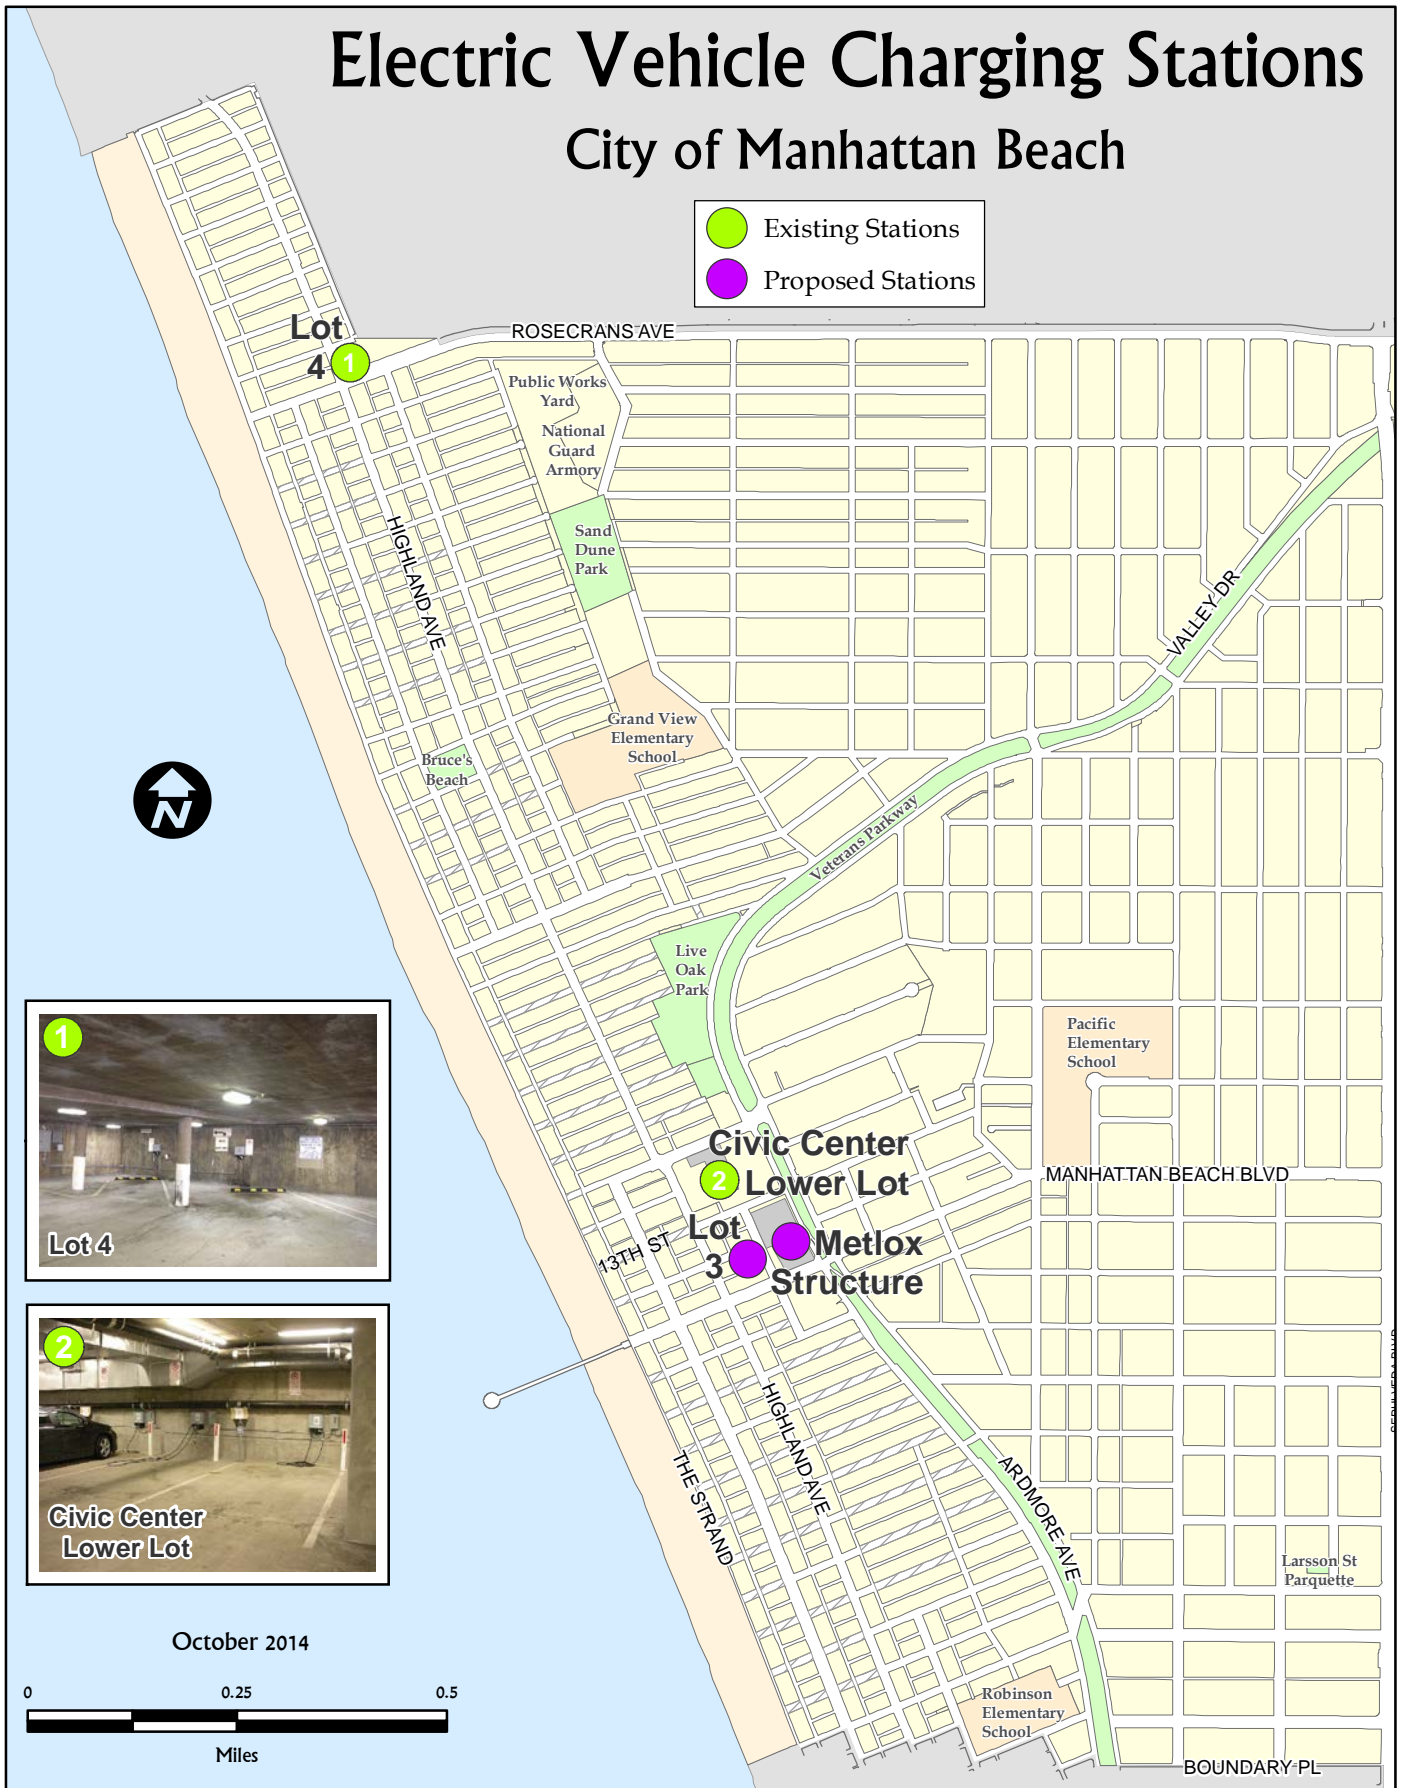 Electric Vehicle Charging Stations
City of Manhattan Beach
Existing Stations
Proposed Stations
ROSECRANS AVE
Lot
4
1
Public Works
Yard
National
Guard
Armory
Sand
Dune
Park
HIGHLAND AVE
VALLEY DR
Grand View
Elementary
School
Bruce's
Beach
N
Veterans Parkway
Live
Oak
Park
Pacific
Elementary
School
1
Lot 4
Civic Center
Lower Lot
2
MANHATTAN BEACH BLVD
Lot
3
13TH ST
Metlox
Structure
2
Civic Center
Lower Lot
SEPULVEDA BLVD
HIGHLAND AVE
THE STRAND
ARDMORE AVE
Larsson St
Parquette
October 2014
0
0.25
0.5
Miles
Robinson
Elementary
School
BOUNDARY PL